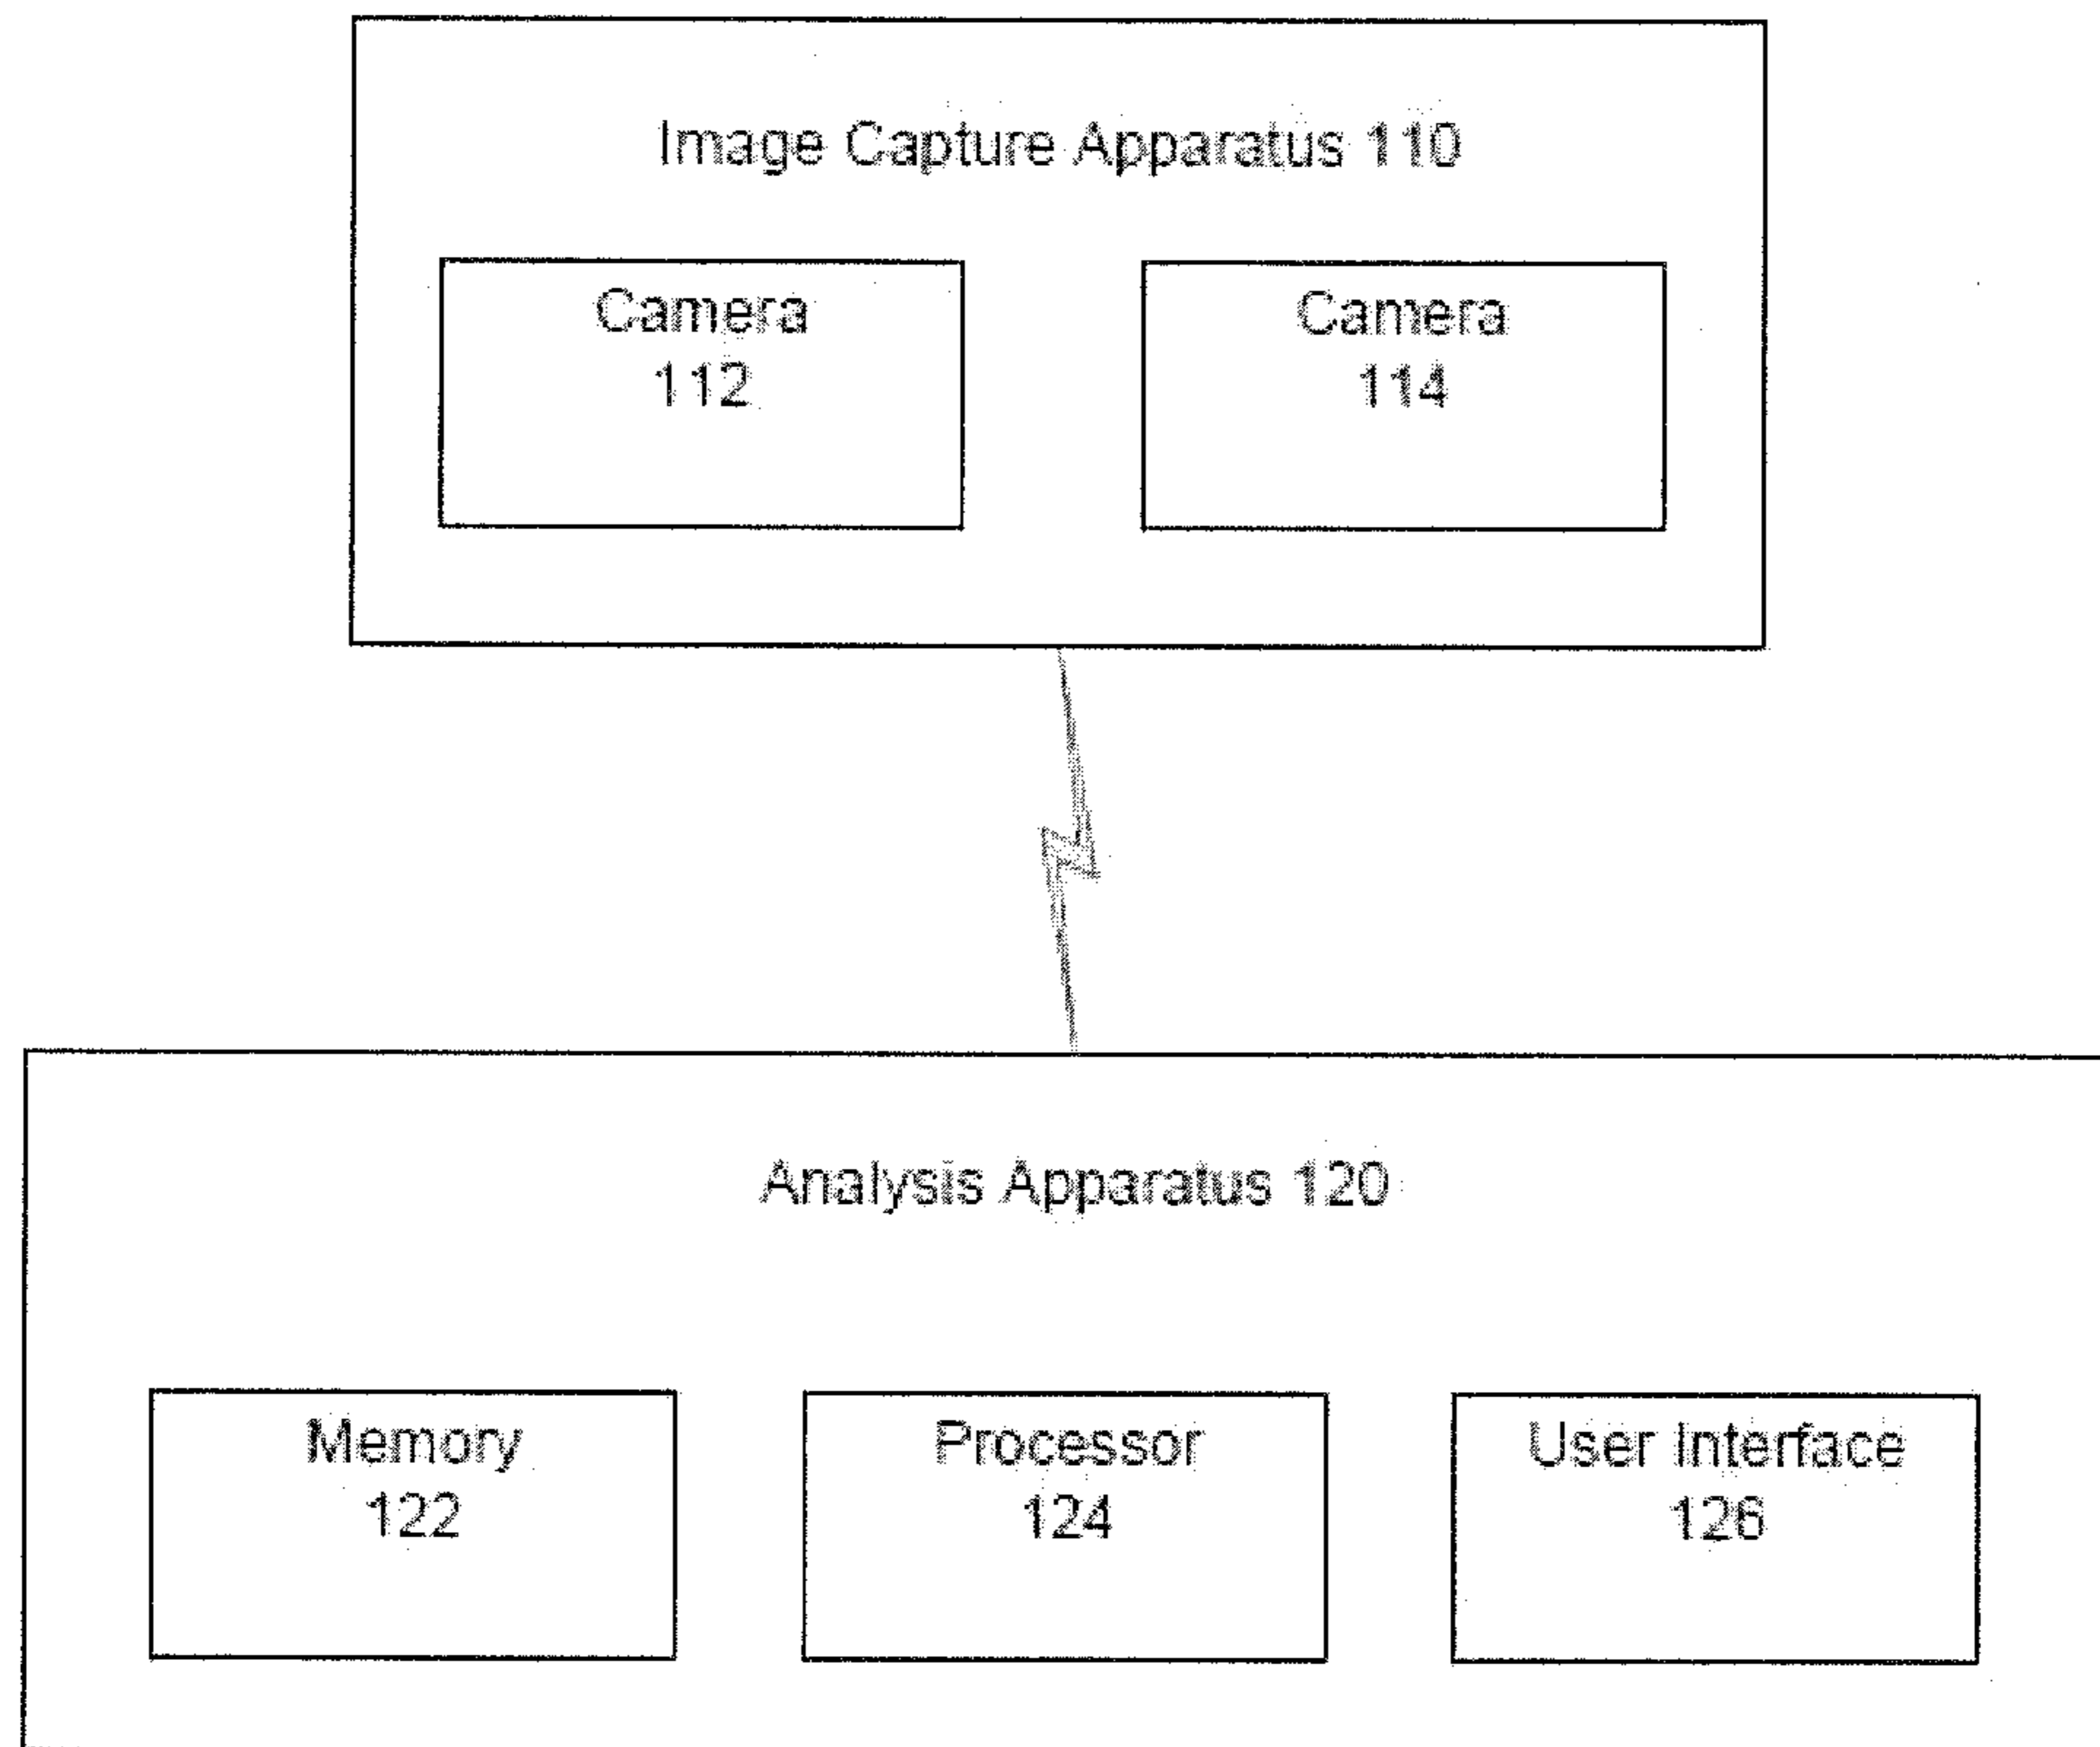 Image Capture Apparatus 110
Camera
112
Camera
114
Analysis Apparatus 120
Memory
122
Processor
124
User Interface
126